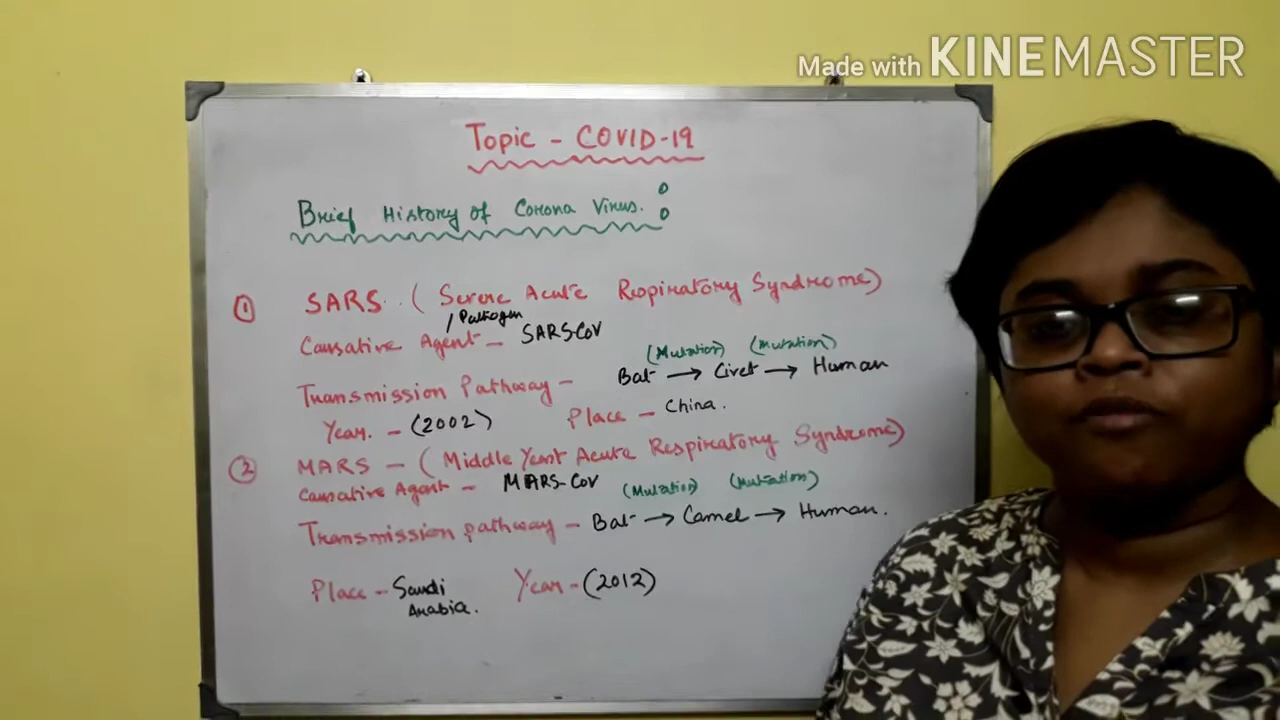 Made with KINEMASTER
Topic - COVID-19
Brief History of Corona Virus. :
① SARS. (Severe Acute Respiratory Syndrome)
/Pathogen
Causative Agent - SARS-COV
(Mutation) (Mutation)
Transmission Pathway - Bat → Civet → Human
Year. - (2002) Place - China.
② MARS - (Middle Yeast Acute Respiratory Syndrome)
Causative Agent - MARS-COV
(Mutation) (Mutation)
Transmission pathway - Bat → Camel → Human.
Place - Saudi Arabia. Year - (2012)